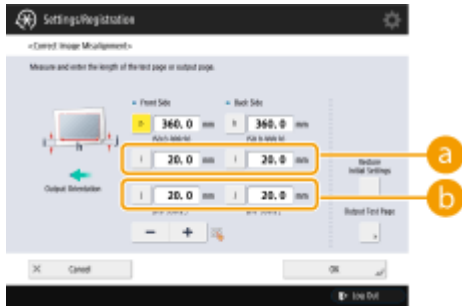 Settings/Registration
<Correct Image Misalignment>
Measure and enter the length of the test page or output page.
Front Side
Back Side
360.0 mm
h 360.0 mm
i 20.0 mm
i 20.0 mm
a
i j
h
Restore
Initial Settings
Output Orientation
20.0 mm
20.0 mm
b
Output Test Page
− +
× Cancel
OK
Log Out